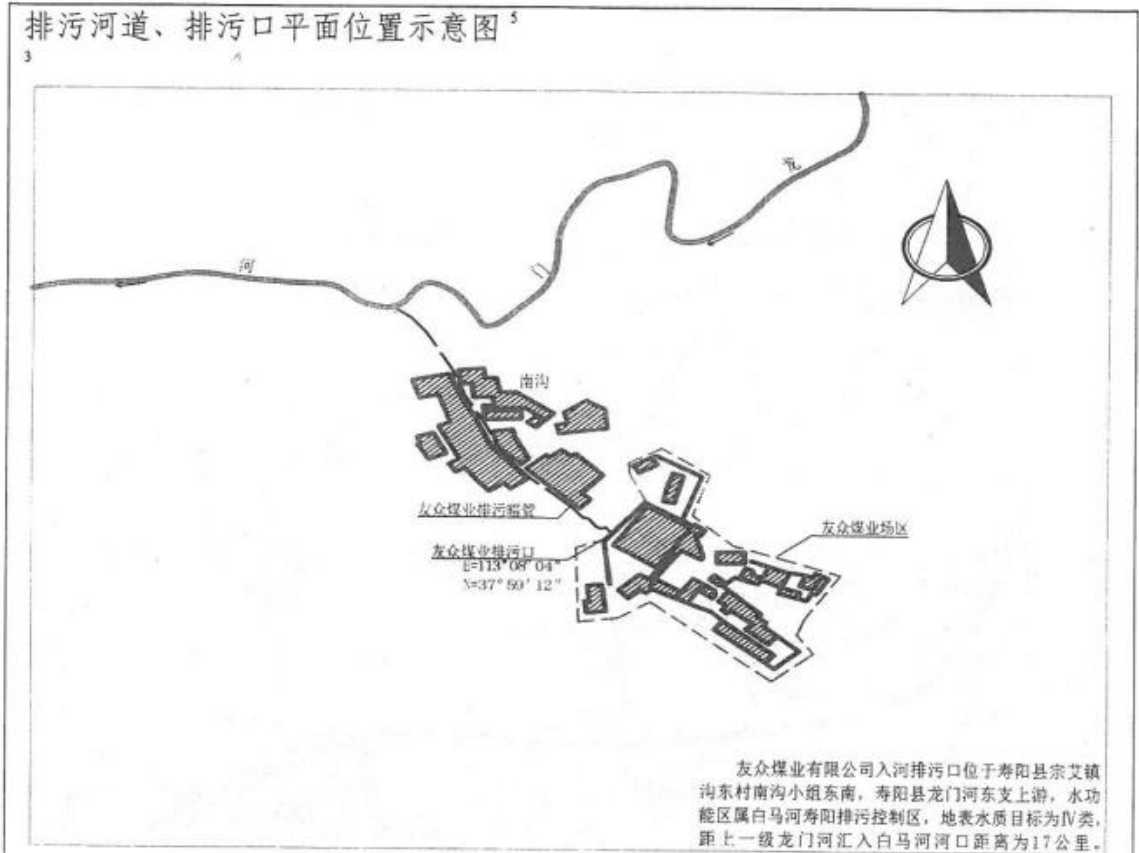 排污河道、排污口平面位置示意图 5
3
龙
门
河
南沟
友众煤业排污暗管
友众煤业排污口
E=113°08′04″
N=37°59′12″
友众煤业场区
友众煤业有限公司入河排污口位于寿阳县宗艾镇
沟东村南沟小组东南，寿阳县龙门河东支上游，水功
能区属白马河寿阳排污控制区，地表水质目标为Ⅳ类，
距上一级龙门河汇入白马河河口距离为17公里。